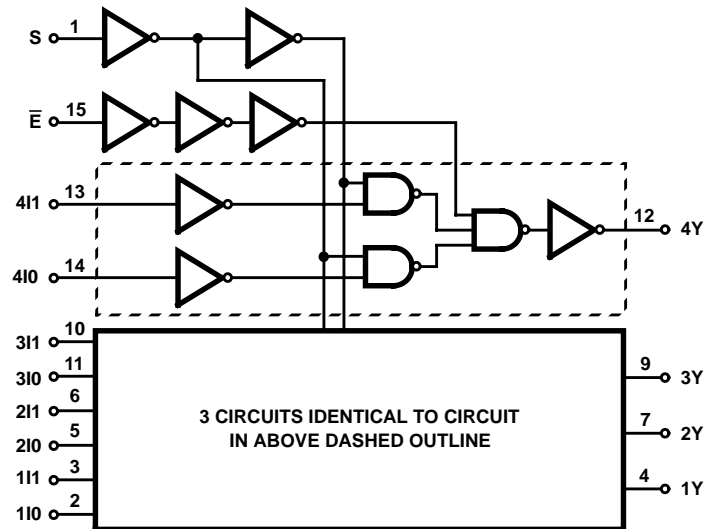 S 1
E̅ 15
4I1 13
4I0 14
12 4Y
3I1 10
3I0 11
2I1 6
2I0 5
1I1 3
1I0 2
3 CIRCUITS IDENTICAL TO CIRCUIT
IN ABOVE DASHED OUTLINE
9 3Y
7 2Y
4 1Y